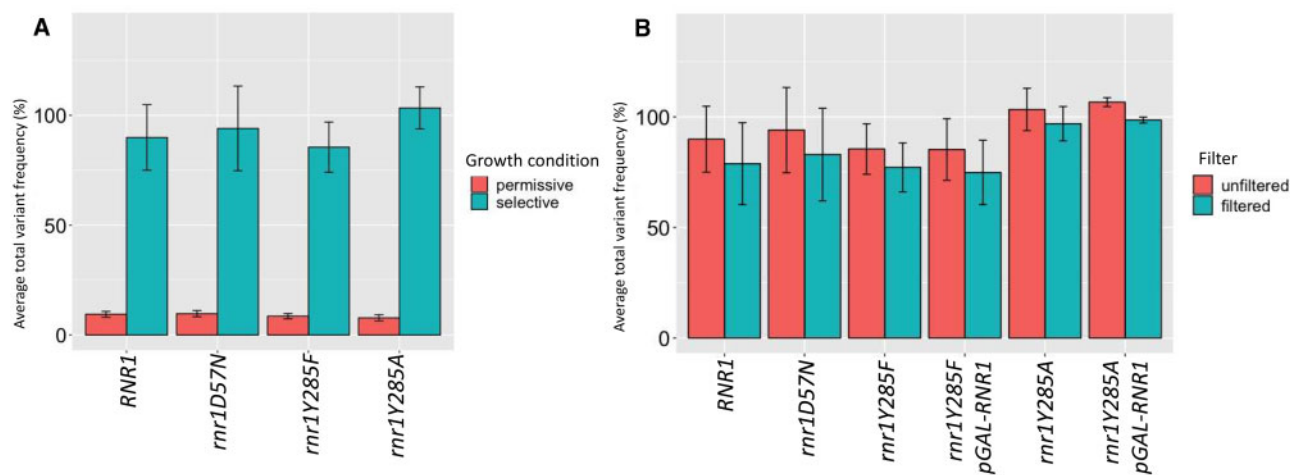 A
Average total variant frequency (%)
100
50
0
RNR1
rnr1D57N
rnr1Y285F
rnr1Y285A
Growth condition
permissive
selective
B
Average total variant frequency (%)
100
50
0
RNR1
rnr1D57N
rnr1Y285F
rnr1Y285F
pGAL-RNR1
rnr1Y285A
rnr1Y285A
pGAL-RNR1
Filter
unfiltered
filtered